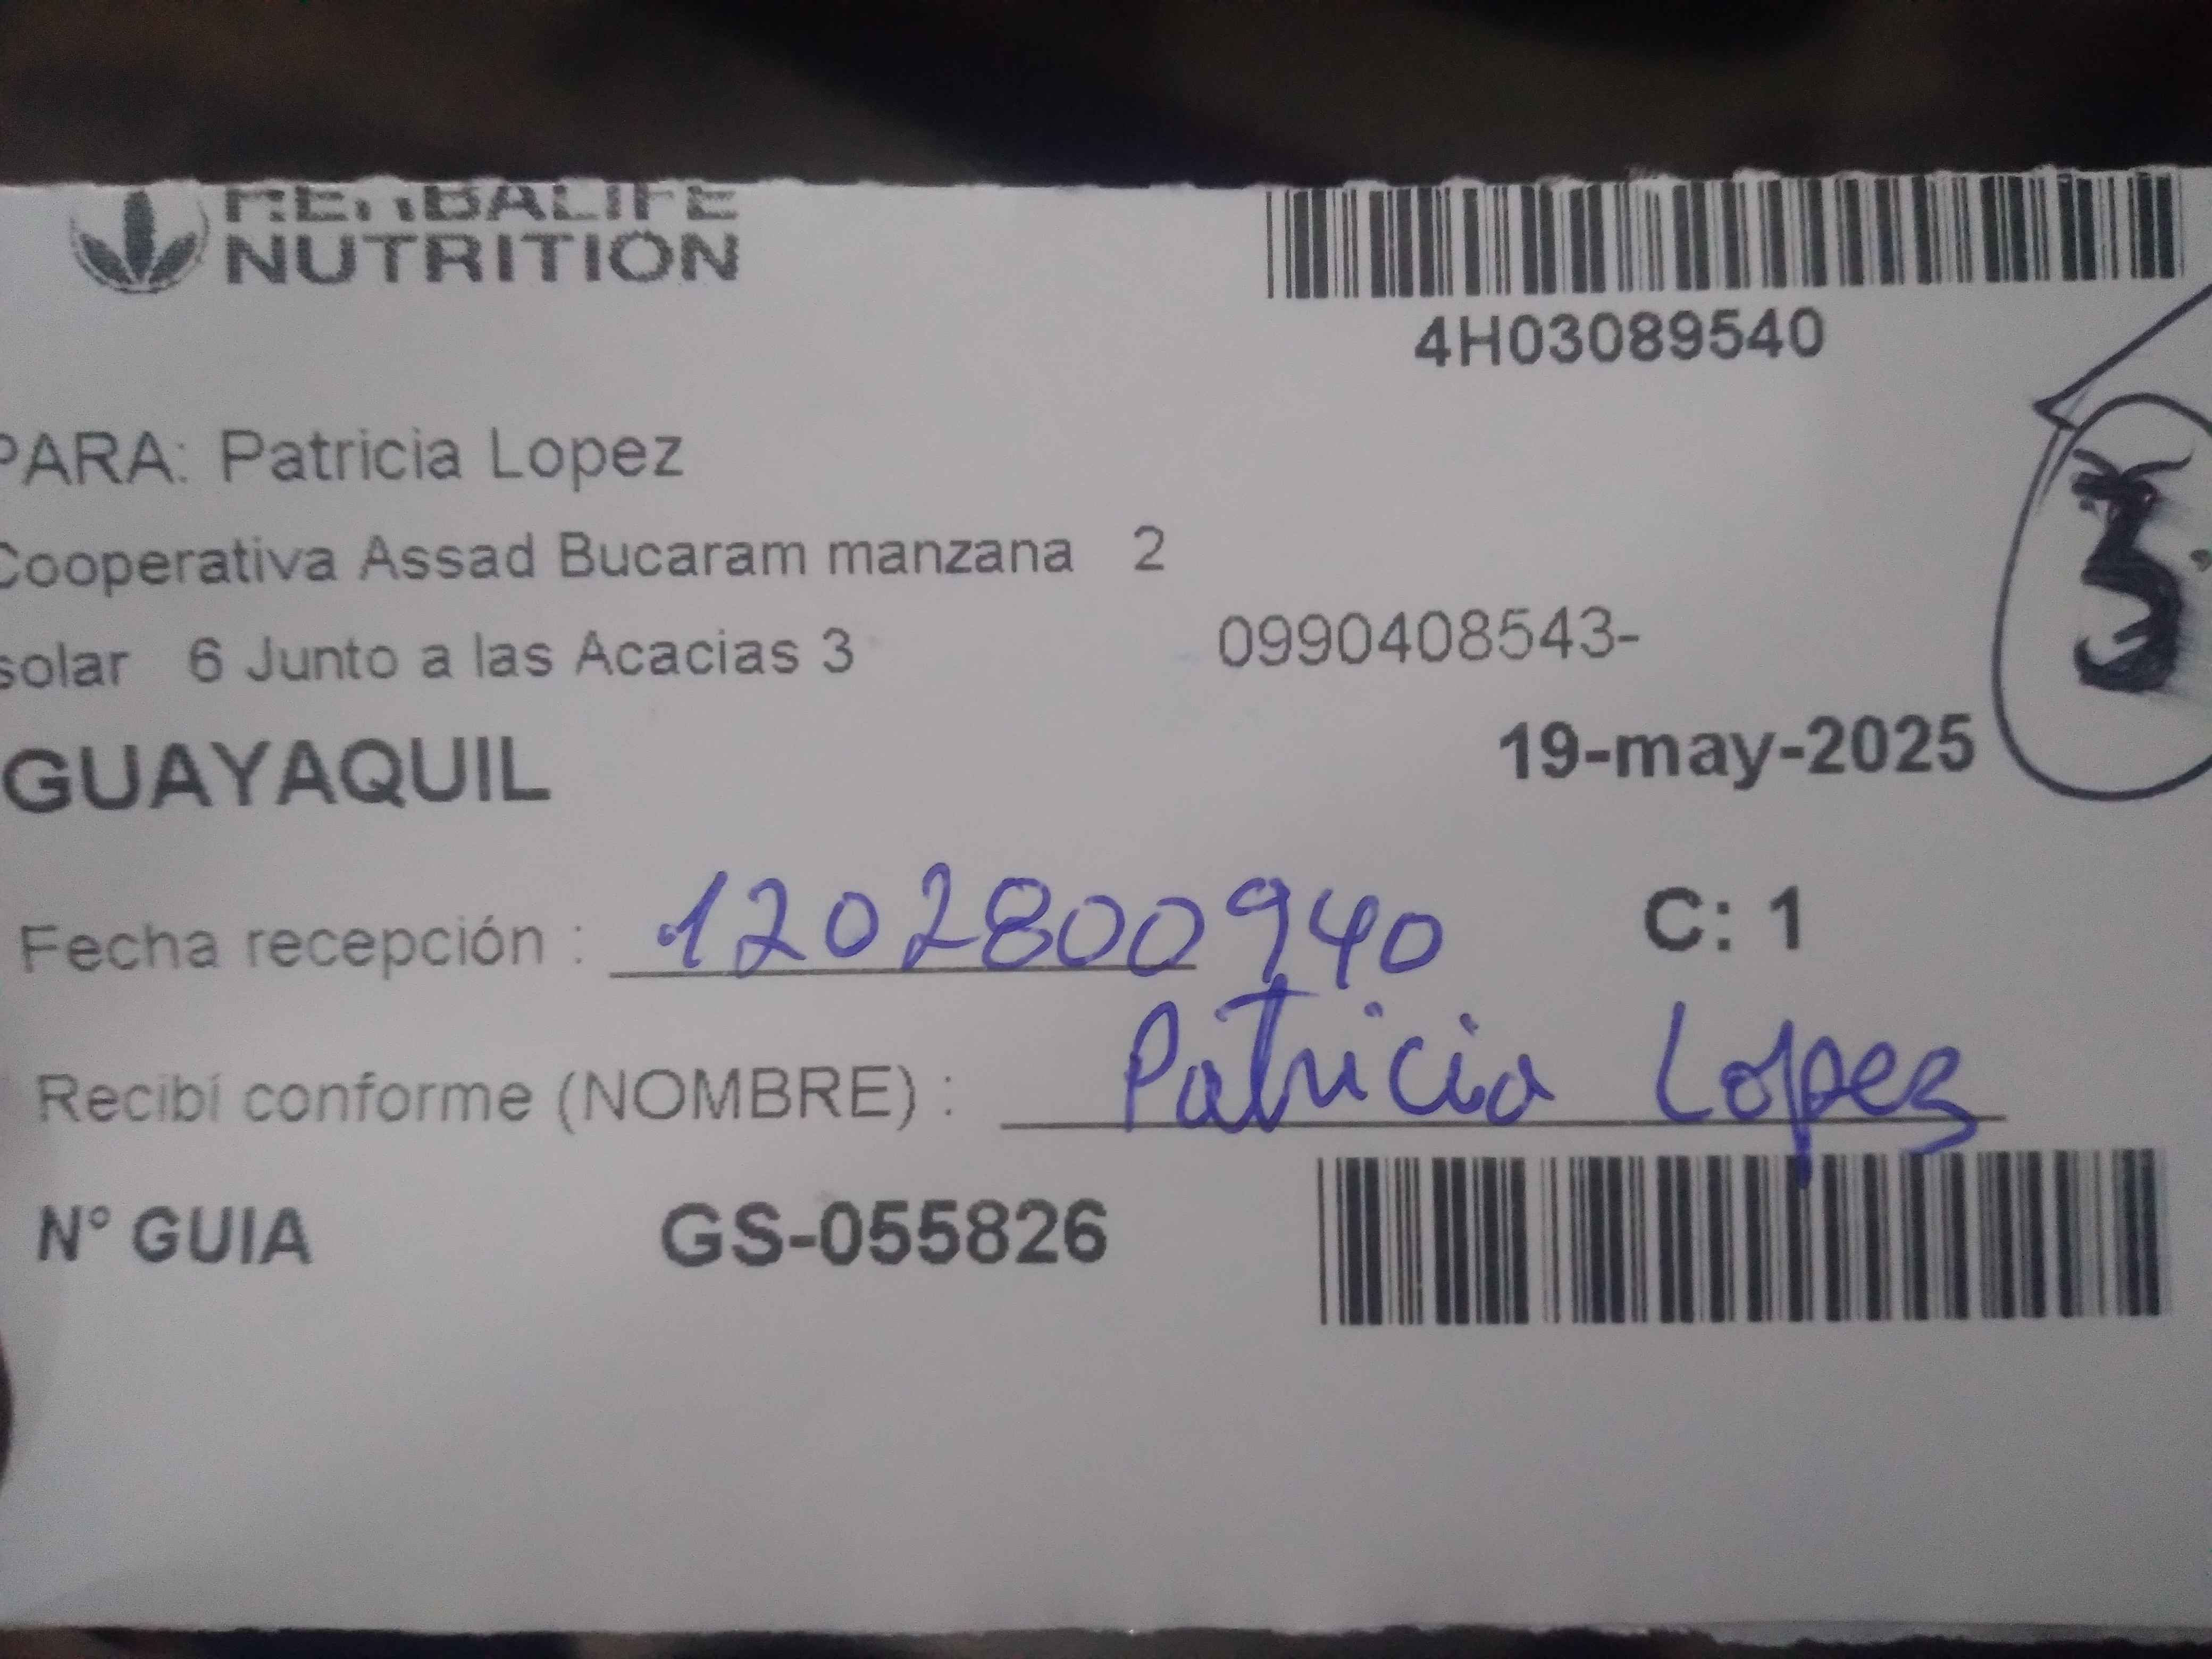 HERBALIFE
NUTRITION
4H03089540
PARA: Patricia Lopez
Cooperativa Assad Bucaram manzana 2
solar 6 Junto a las Acacias 3 0990408543-
GUAYAQUIL 19-may-2025
3
Fecha recepción : 1202800940 C: 1
Recibí conforme (NOMBRE) : Patricia Lopez
N° GUIA GS-055826